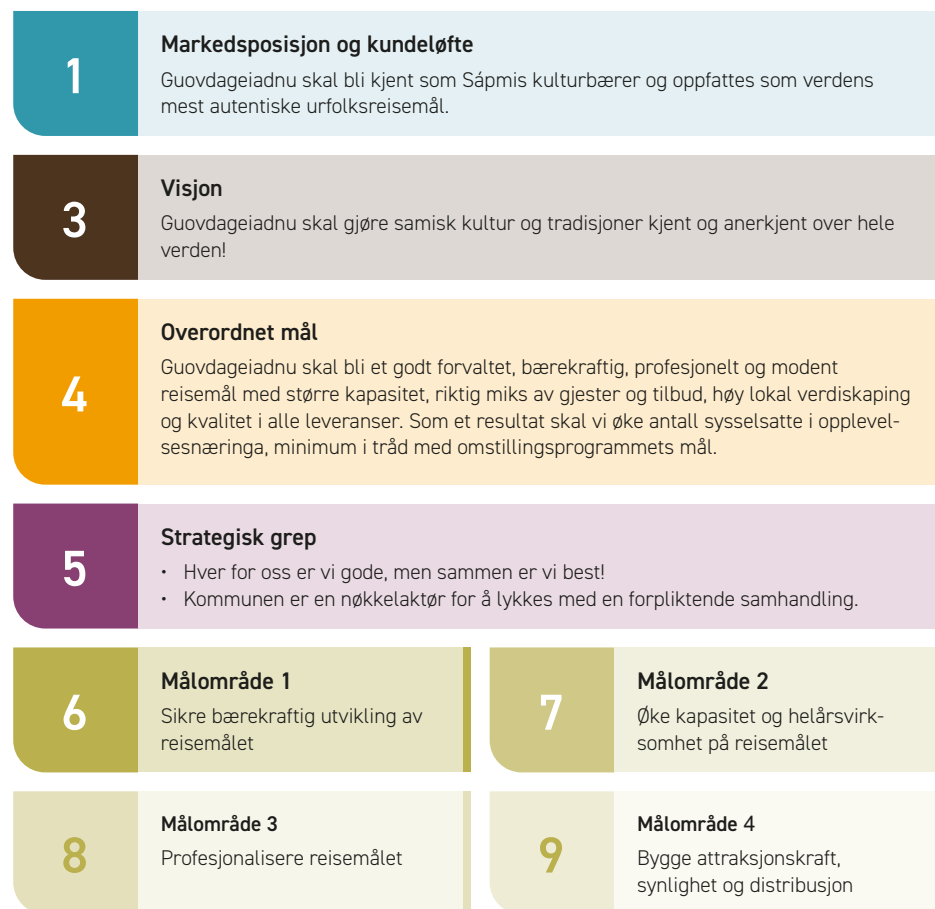 1
Markedsposisjon og kundeløfte
Guovdageiadnu skal bli kjent som Sápmis kulturbærer og oppfattes som verdens
mest autentiske urfolksreisemål.
3
Visjon
Guovdageiadnu skal gjøre samisk kultur og tradisjoner kjent og anerkjent over hele
verden!
4
Overordnet mål
Guovdageiadnu skal bli et godt forvaltet, bærekraftig, profesjonelt og modent
reisemål med større kapasitet, riktig miks av gjester og tilbud, høy lokal verdiskaping
og kvalitet i alle leveranser. Som et resultat skal vi øke antall sysselsatte i opplevel-
sesnæringa, minimum i tråd med omstillingsprogrammets mål.
5
Strategisk grep
• Hver for oss er vi gode, men sammen er vi best!
• Kommunen er en nøkkelaktør for å lykkes med en forpliktende samhandling.
6
Målområde 1
Sikre bærekraftig utvikling av
reisemålet
7
Målområde 2
Øke kapasitet og helårsvirk-
somhet på reisemålet
8
Målområde 3
Profesjonalisere reisemålet
9
Målområde 4
Bygge attraksjonskraft,
synlighet og distribusjon